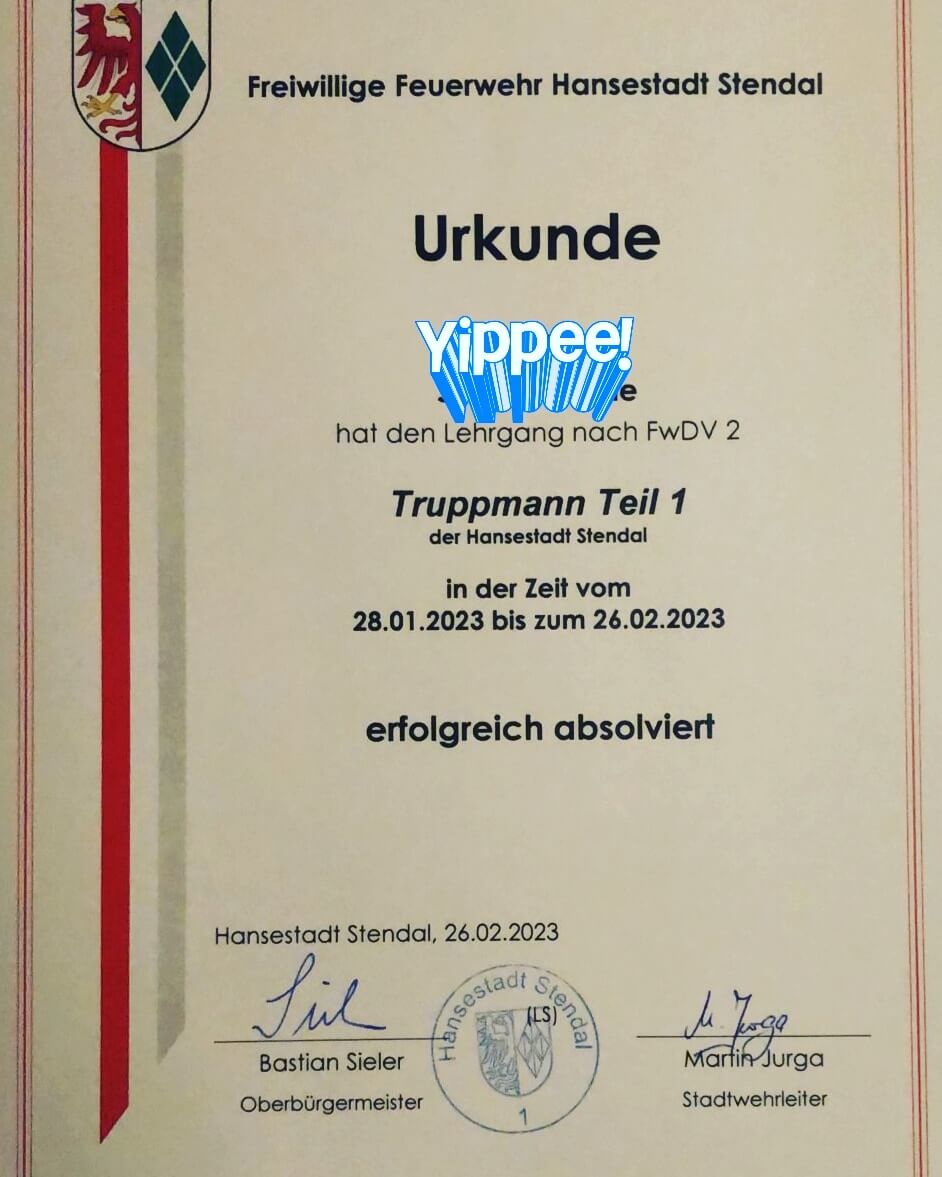 Freiwillige Feuerwehr Hansestadt Stendal
Urkunde
Yippee!
hat den Lehrgang nach FwDV 2
Truppmann Teil 1
der Hansestadt Stendal
in der Zeit vom
28.01.2023 bis zum 26.02.2023
erfolgreich absolviert
Hansestadt Stendal, 26.02.2023
Hansestadt Stendal
(LS)
1
M. Jurga
Bastian Sieler
Martin Jurga
Oberbürgermeister
Stadtwehrleiter